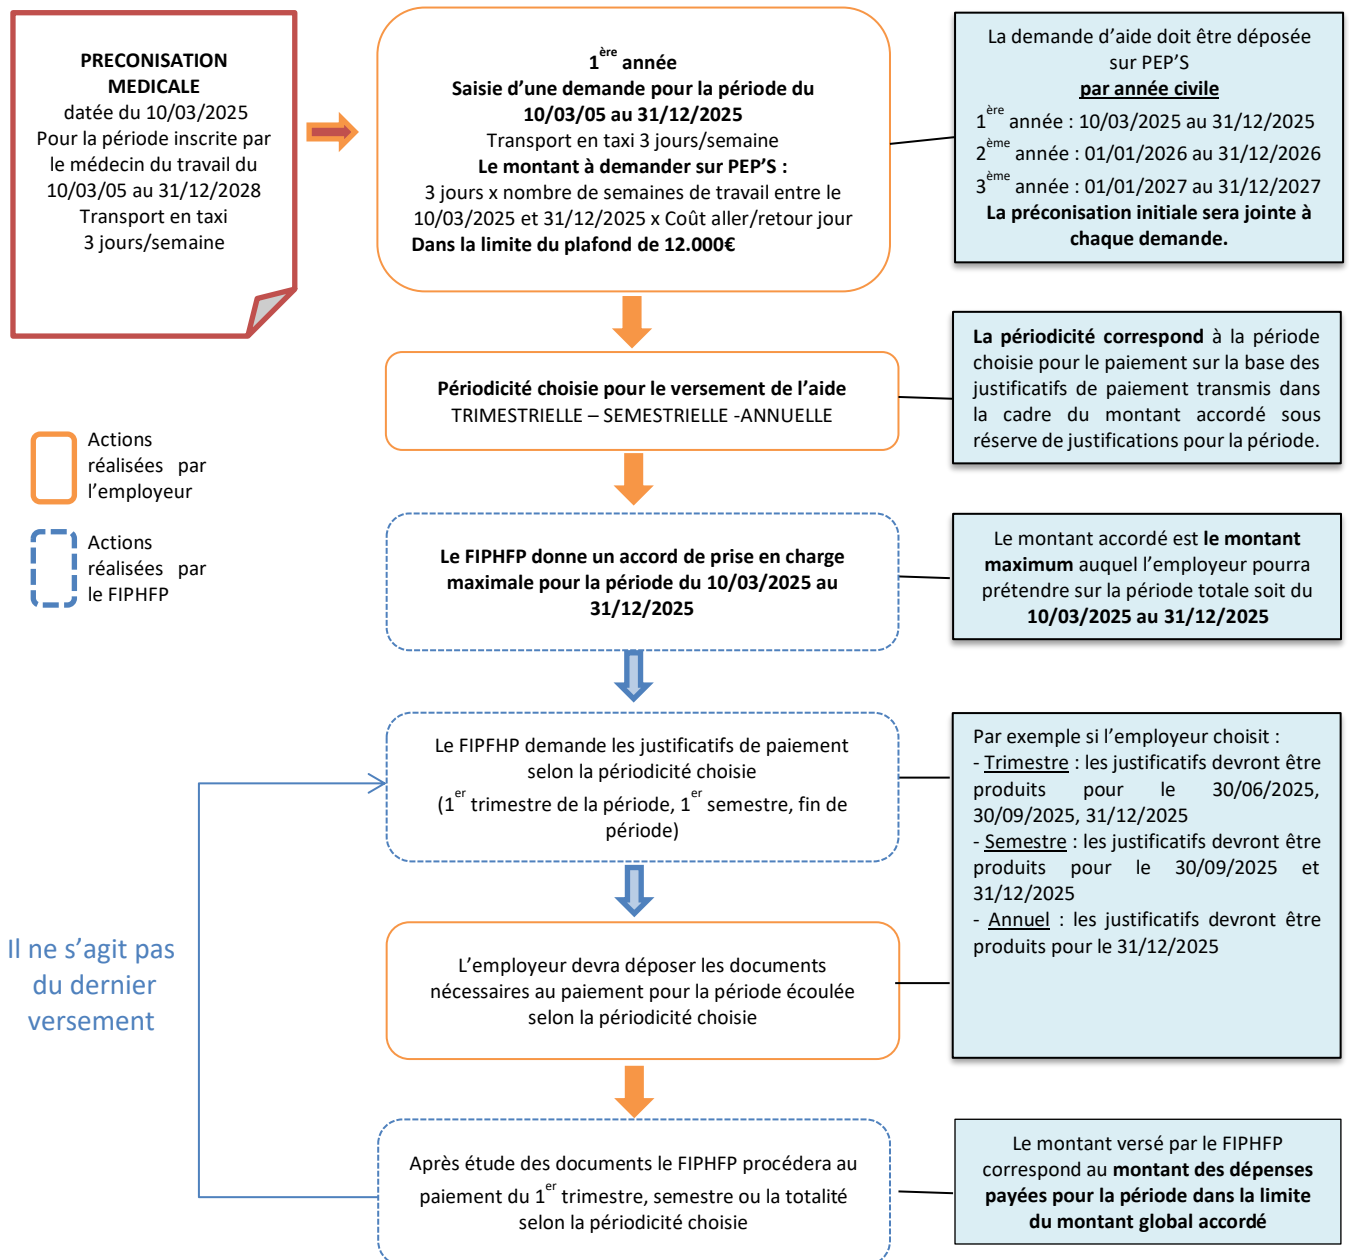 PRECONISATION
MEDICALE
datée du 10/03/2025
Pour la période inscrite par
le médecin du travail du
10/03/05 au 31/12/2028
Transport en taxi
3 jours/semaine
1ère année
Saisie d'une demande pour la période du
10/03/05 au 31/12/2025
Transport en taxi 3 jours/semaine
Le montant à demander sur PEP'S :
3 jours x nombre de semaines de travail entre le
10/03/2025 et 31/12/2025 x Coût aller/retour jour
Dans la limite du plafond de 12.000€
La demande d'aide doit être déposée
sur PEP'S
par année civile
1ère année : 10/03/2025 au 31/12/2025
2ème année : 01/01/2026 au 31/12/2026
3ème année : 01/01/2027 au 31/12/2027
La préconisation initiale sera jointe à
chaque demande.
Périodicité choisie pour le versement de l'aide
TRIMESTRIELLE – SEMESTRIELLE -ANNUELLE
La périodicité correspond à la période
choisie pour le paiement sur la base des
justificatifs de paiement transmis dans
la cadre du montant accordé sous
réserve de justifications pour la période.
Actions
réalisées par
l'employeur
Actions
réalisées par
le FIPHFP
Le FIPHFP donne un accord de prise en charge
maximale pour la période du 10/03/2025 au
31/12/2025
Le montant accordé est le montant
maximum auquel l'employeur pourra
prétendre sur la période totale soit du
10/03/2025 au 31/12/2025
Le FIPFHP demande les justificatifs de paiement
selon la périodicité choisie
(1er trimestre de la période, 1er semestre, fin de
période)
Par exemple si l'employeur choisit :
- Trimestre : les justificatifs devront être
produits pour le 30/06/2025,
30/09/2025, 31/12/2025
- Semestre : les justificatifs devront être
produits pour le 30/09/2025 et
31/12/2025
- Annuel : les justificatifs devront être
produits pour le 31/12/2025
Il ne s'agit pas
du dernier
versement
L'employeur devra déposer les documents
nécessaires au paiement pour la période écoulée
selon la périodicité choisie
Après étude des documents le FIPHFP procédera au
paiement du 1er trimestre, semestre ou la totalité
selon la périodicité choisie
Le montant versé par le FIPHFP
correspond au montant des dépenses
payées pour la période dans la limite
du montant global accordé